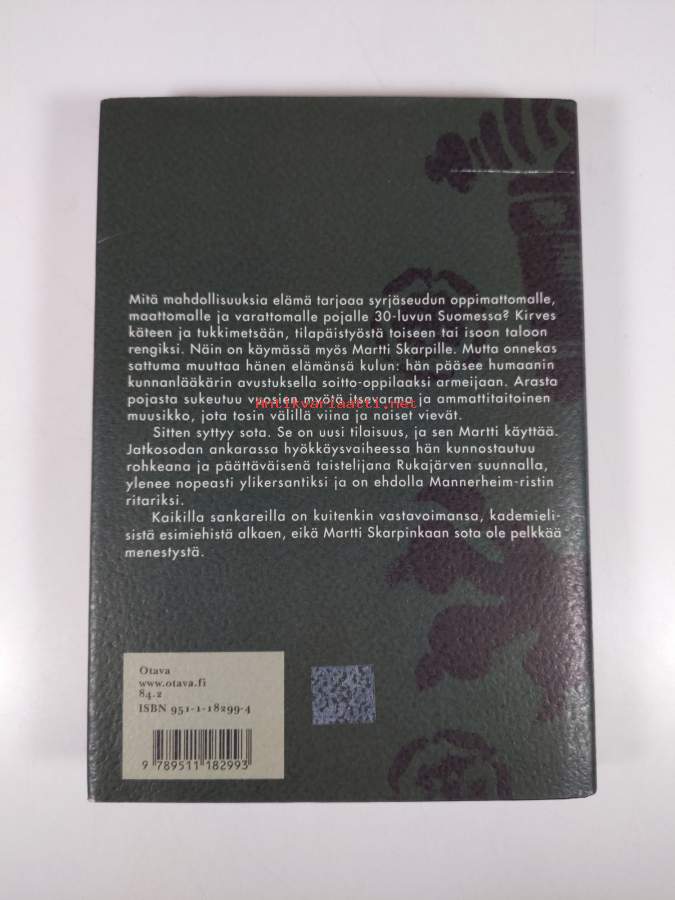 Mitä mahdollisuuksia elämä tarjoaa syrjäseudun oppimattomalle,
maattomalle ja varattomalle pojalle 30-luvun Suomessa? Kirves
käteen ja tukkimetsään, tilapäistyöstä toiseen tai isoon taloon
rengiksi. Näin on käymässä myös Martti Skarpille. Mutta onnekas
sattuma muuttaa hänen elämänsä kulun: hän pääsee humaanin
kunnanlääkärin avustuksella soitto-oppilaaksi armeijaan. Arasta
pojasta sukeutuu vuosien myötä itsevarma ja ammattitaitoinen
Antikvariaatti.net
muusikko, jota tosin välillä viina ja naiset vievät.
Sitten syttyy sota. Se on uusi tilaisuus, ja sen Martti käyttää.
Jatkosodan ankarassa hyökkäysvaiheessa hän kunnostautuu
rohkeana ja päättäväisenä taistelijana Rukajärven suunnalla,
ylenee nopeasti ylikersantiksi ja on ehdolla Mannerheim-ristin
ritariksi.
Kaikilla sankareilla on kuitenkin vastavoimansa, kademieli-
sistä esimiehistä alkaen, eikä Martti Skarpinkaan sota ole pelkkää
menestystä.
Otava
www.otava.fi
84.2
ISBN 951-1-18299-4
9 789511 182993